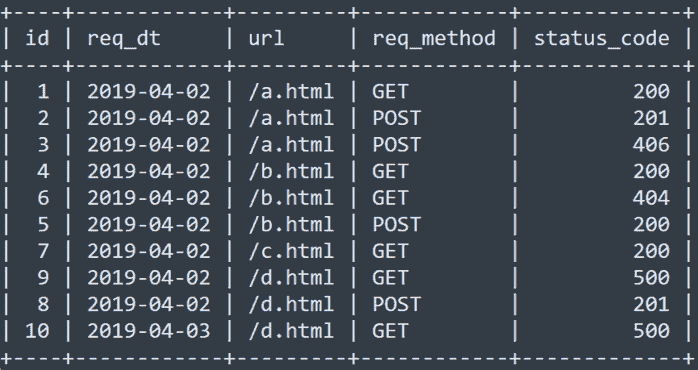 +----+------------+---------+------------+-------------+
| id | req_dt     | url     | req_method | status_code |
+----+------------+---------+------------+-------------+
|  1 | 2019-04-02 | /a.html | GET        |         200 |
|  2 | 2019-04-02 | /a.html | POST       |         201 |
|  3 | 2019-04-02 | /a.html | POST       |         406 |
|  4 | 2019-04-02 | /b.html | GET        |         200 |
|  6 | 2019-04-02 | /b.html | GET        |         404 |
|  5 | 2019-04-02 | /b.html | POST       |         200 |
|  7 | 2019-04-02 | /c.html | GET        |         200 |
|  9 | 2019-04-02 | /d.html | GET        |         500 |
|  8 | 2019-04-02 | /d.html | POST       |         201 |
| 10 | 2019-04-03 | /d.html | GET        |         500 |
+----+------------+---------+------------+-------------+